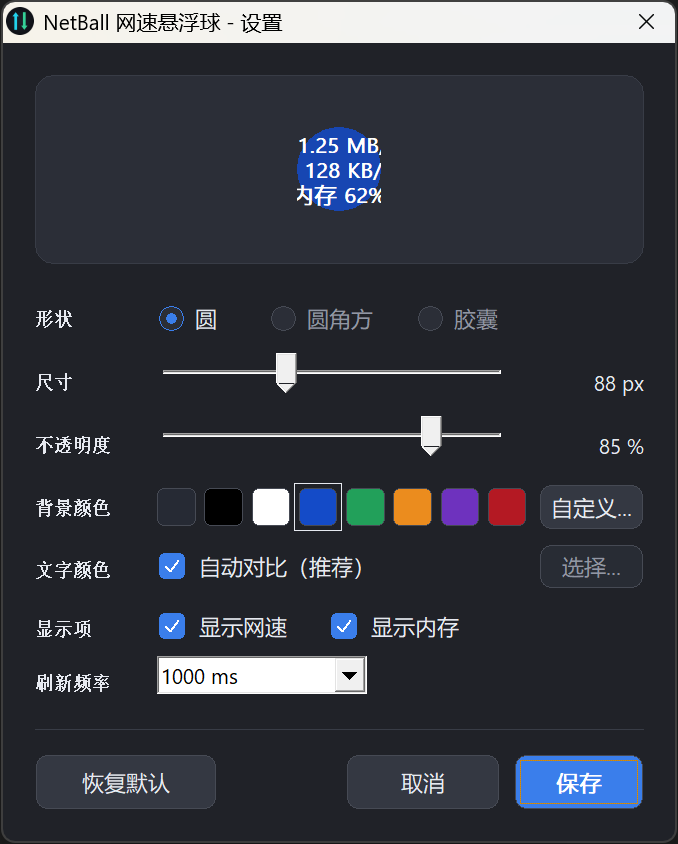 NetBall 网速悬浮球 - 设置
1.25 MB/
128 KB/
内存 62%
形状 圆 圆角方 胶囊
尺寸 88 px
不透明度 85 %
背景颜色 自定义...
文字颜色 自动对比（推荐） 选择...
显示项 显示网速 显示内存
刷新频率 1000 ms
恢复默认 取消 保存